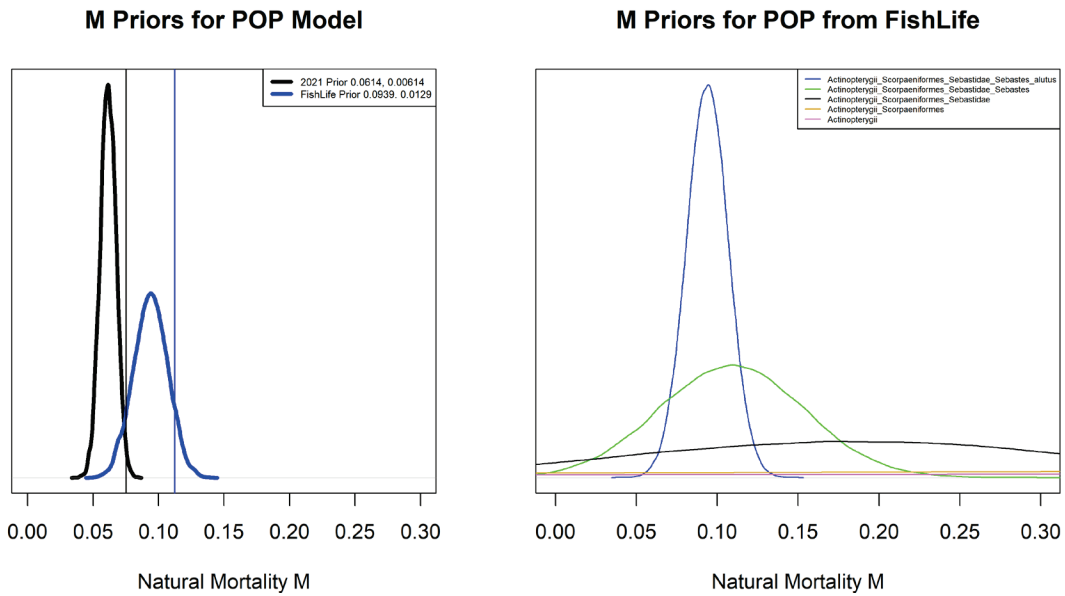 M Priors for POP Model
2021 Prior 0.0614, 0.00614
FishLife Prior 0.0939. 0.0129
0.00 0.05 0.10 0.15 0.20 0.25 0.30
Natural Mortality M
M Priors for POP from FishLife
Actinopterygii_Scorpaeniformes_Sebastidae_Sebastes_alutus
Actinopterygii_Scorpaeniformes_Sebastidae_Sebastes
Actinopterygii_Scorpaeniformes_Sebastidae
Actinopterygii_Scorpaeniformes
Actinopterygii
0.00 0.05 0.10 0.15 0.20 0.25 0.30
Natural Mortality M